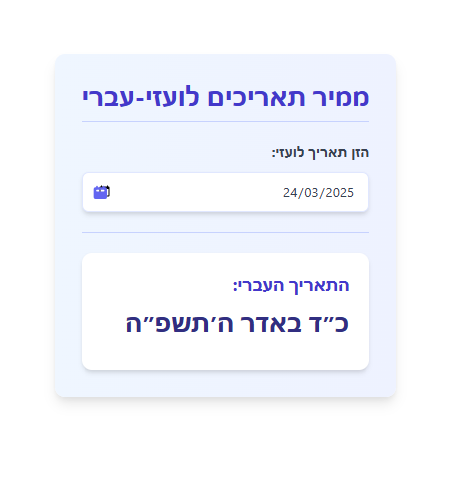 ממיר תאריכים לועזי-עברי
הזן תאריך לועזי:
24/03/2025
התאריך העברי:
כ״ד באדר ה׳תשפ״ה